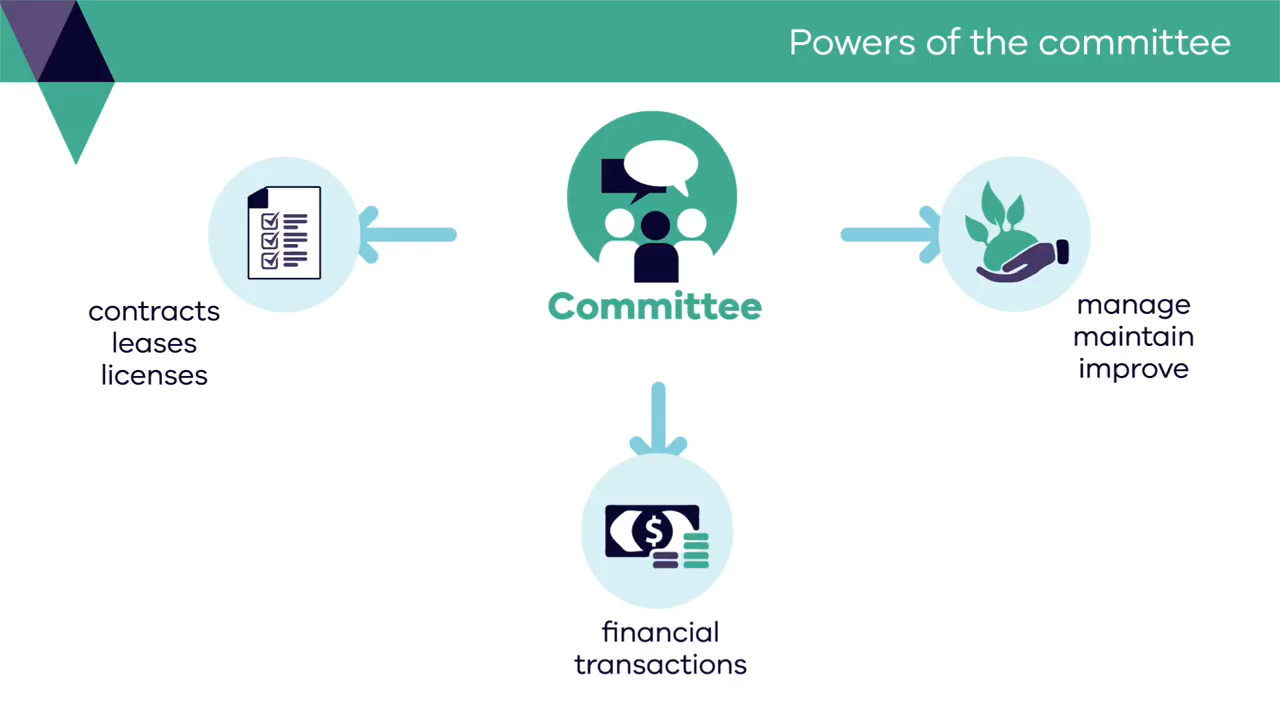 Powers of the committee
Committee
contracts
leases
licenses
manage
maintain
improve
$
financial
transactions